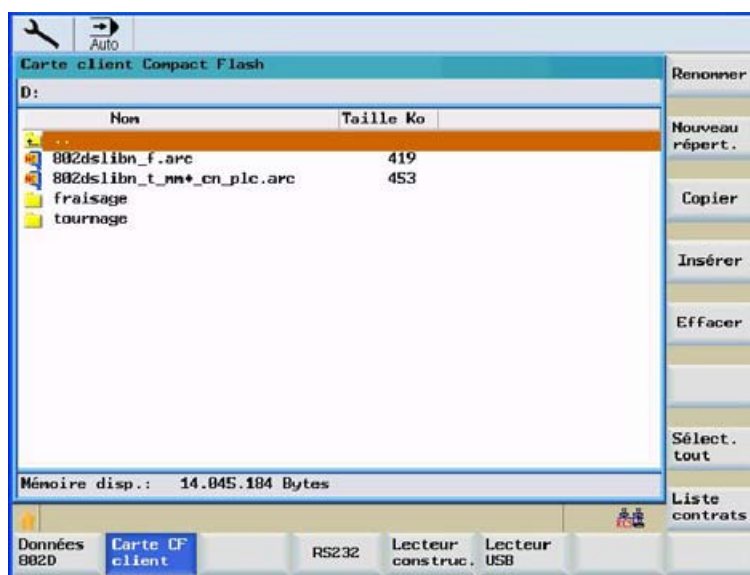 Auto
Carte client Compact Flash
D:
Nom Taille Ko
..
802dslibn_f.arc 419
802dslibn_t_mm+_cn_plc.arc 453
fraisage
tournage
Mémoire disp.: 14.045.184 Bytes
Renommer
Nouveau
répert.
Copier
Insérer
Effacer
Sélect.
tout
Liste
contrats
RCS
Données
802D
Carte CF
client
RS232
Lecteur
construc.
Lecteur
USB